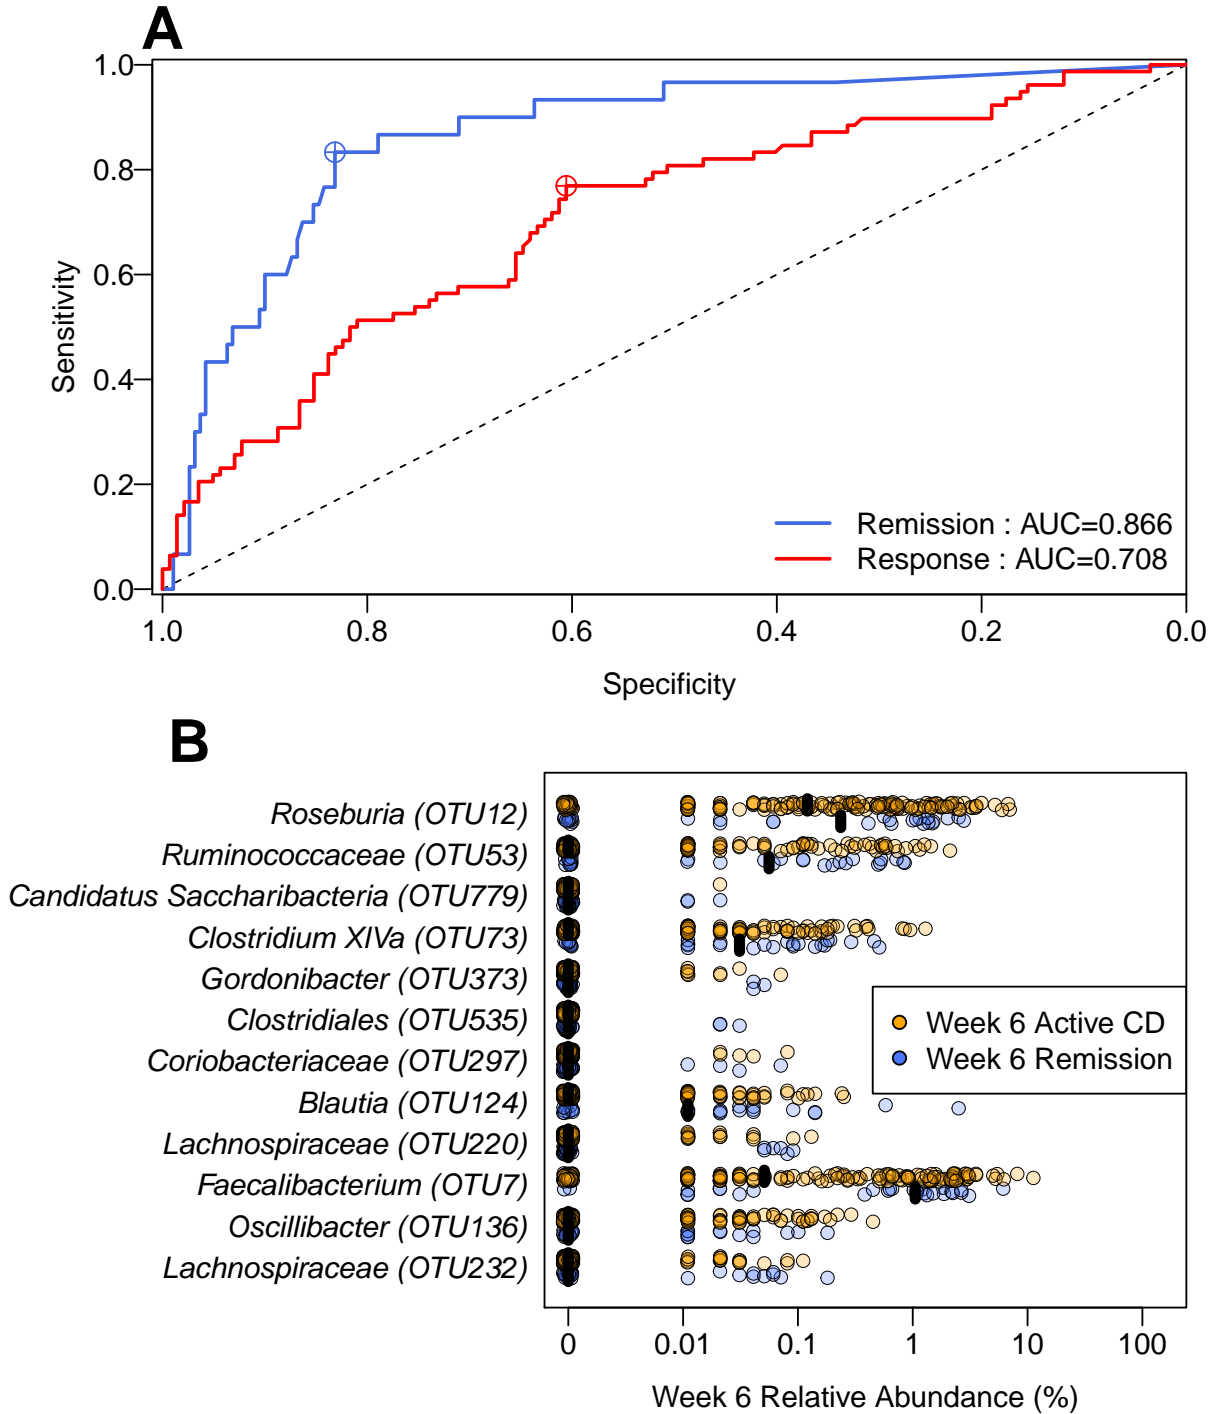 A
1.0
0.8
0.6
0.4
0.2
0.0
Sensitivity
Remission : AUC=0.866
Response : AUC=0.708
1.0 0.8 0.6 0.4 0.2 0.0
Specificity
B
Roseburia (OTU12)
Ruminococcaceae (OTU53)
Candidatus Saccharibacteria (OTU779)
Clostridium XIVa (OTU73)
Gordonibacter (OTU373)
Clostridiales (OTU535)
Coriobacteriaceae (OTU297)
Blautia (OTU124)
Lachnospiraceae (OTU220)
Faecalibacterium (OTU7)
Oscillibacter (OTU136)
Lachnospiraceae (OTU232)
Week 6 Active CD
Week 6 Remission
0 0.01 0.1 1 10 100
Week 6 Relative Abundance (%)